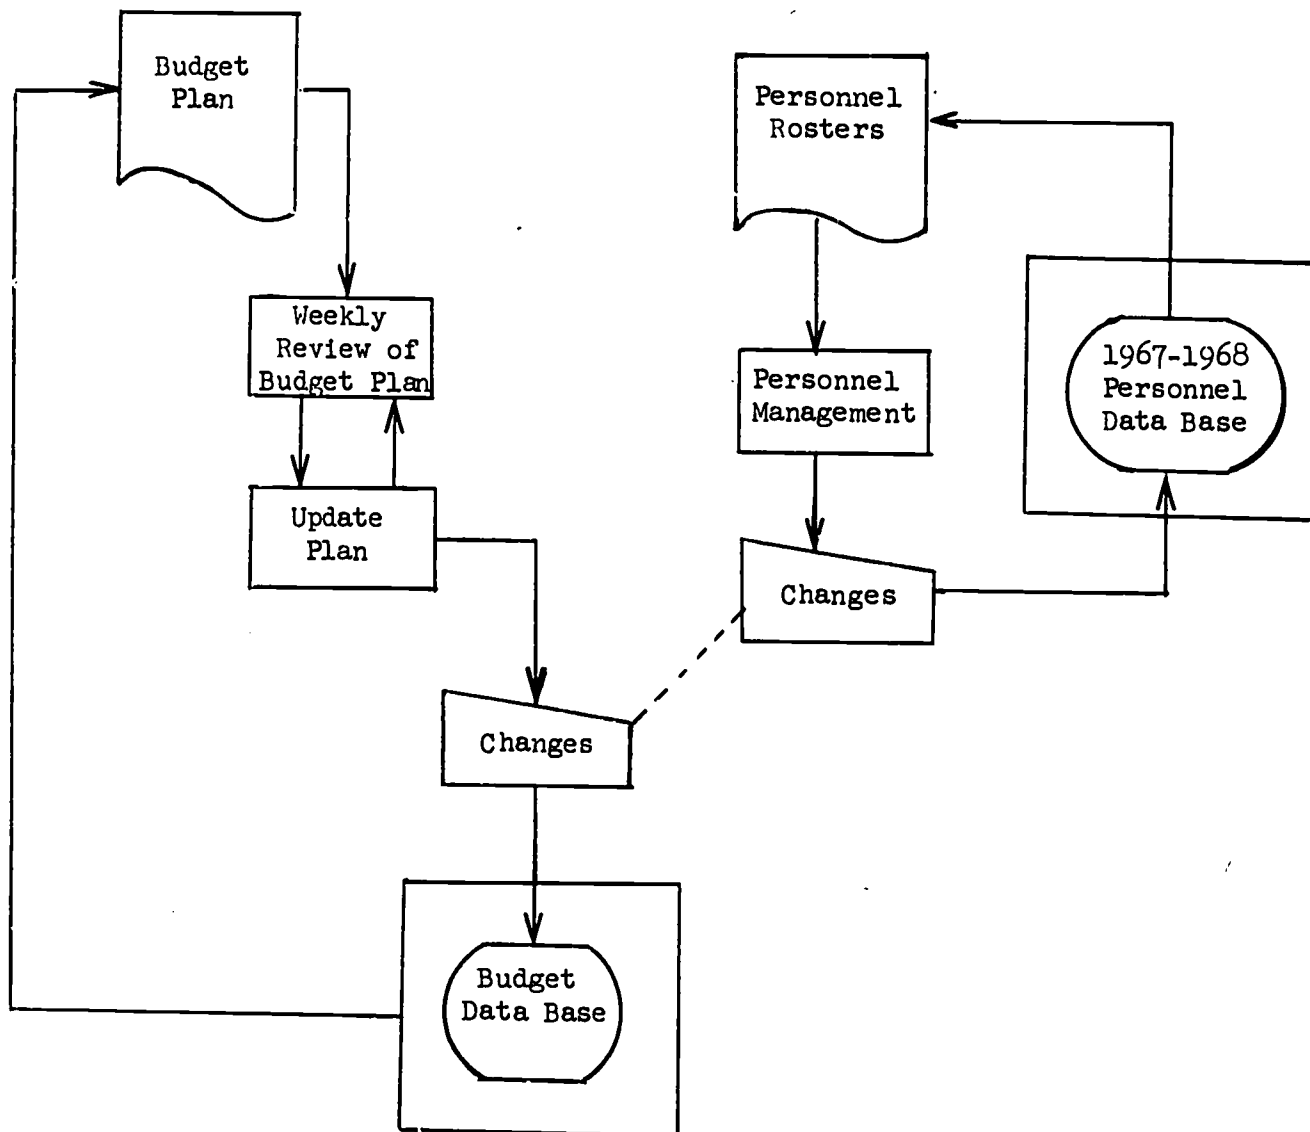 Budget
Plan
Personnel
Rosters
Weekly
Review of
Budget Plan
Personnel
Management
1967-1968
Personnel
Data Base
Update
Plan
Changes
Changes
Budget
Data Base